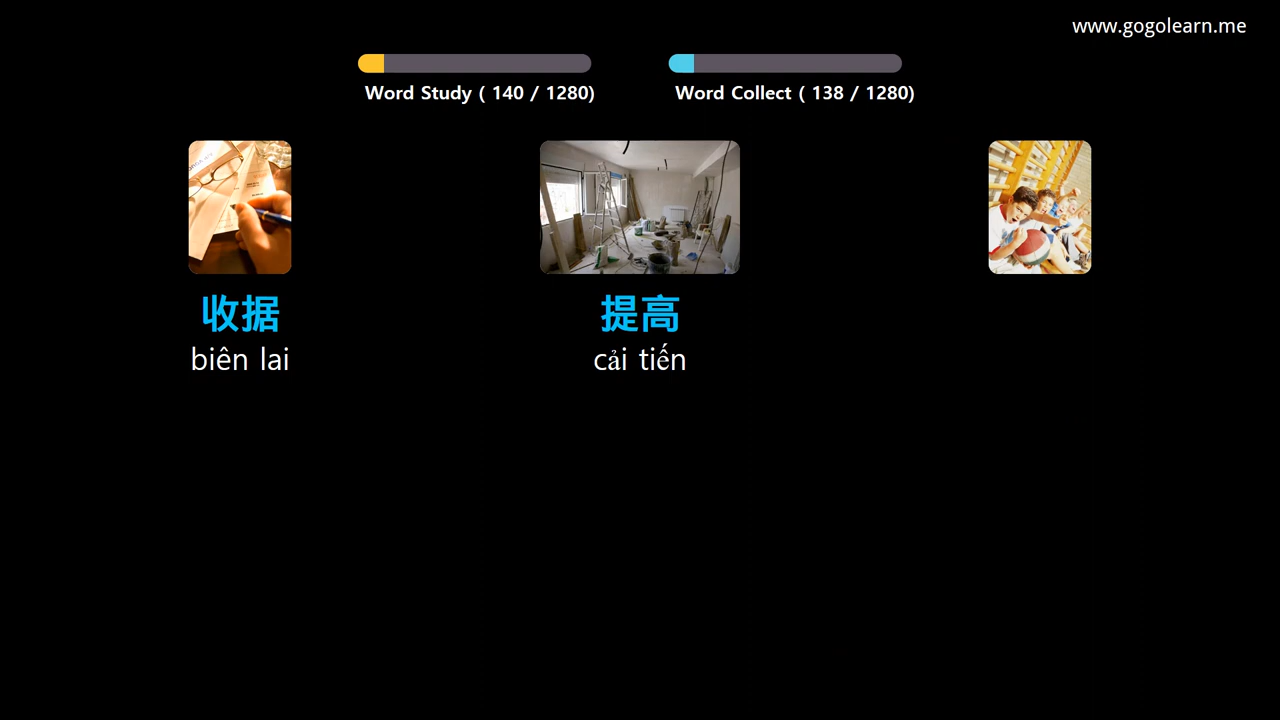 www.gogolearn.me
Word Study ( 140 / 1280)
Word Collect ( 138 / 1280)
收据
biên lai
提高
cải tiến